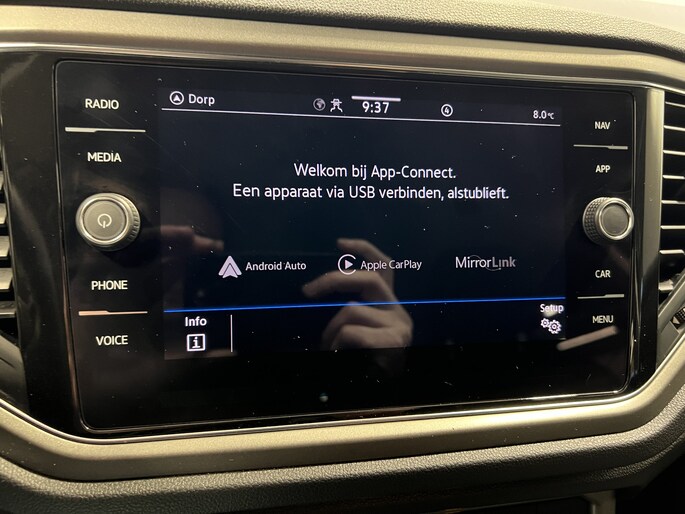 RADIO
MEDIA
PHONE
VOICE
Dorp
9:37
4
8.0°C
Welkom bij App-Connect.
Een apparaat via USB verbinden, alstublieft.
Android Auto
Apple CarPlay
MirrorLink
Info
i
Setup
NAV
APP
CAR
MENU